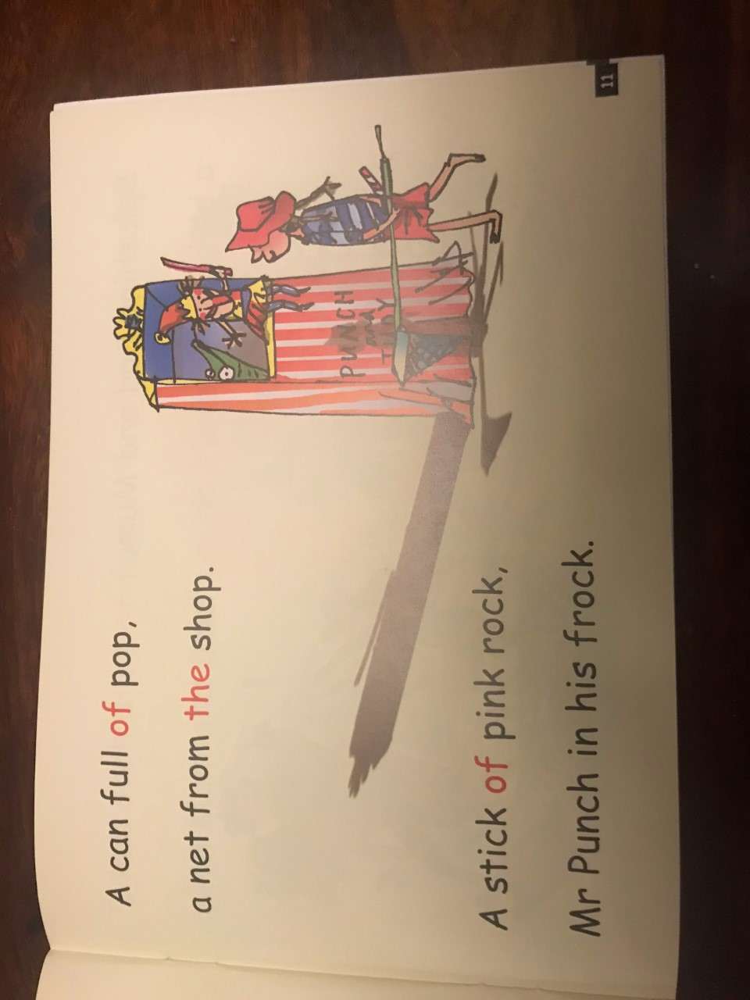 A can full of pop,
a net from the shop.
PUNCH
and
A stick of pink rock,
Mr Punch in his frock.
11